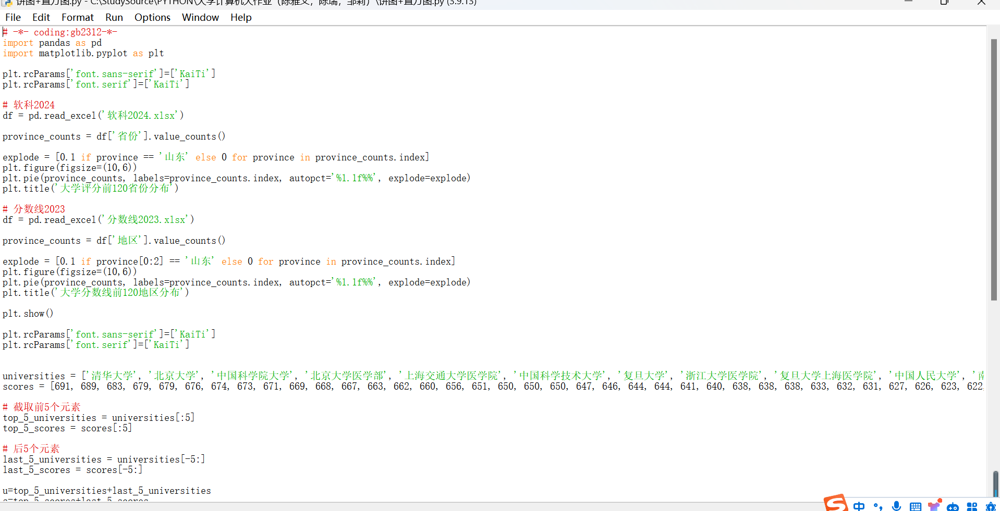 饼图+直方图.py - C:\StudySource\PYTHON\大学计算机大作业（陈雅文，陈瑞，邹莉）\饼图+直方图.py (3.9.13)
File Edit Format Run Options Window Help
# -*- coding:gb2312-*-
import pandas as pd
import matplotlib.pyplot as plt
plt.rcParams['font.sans-serif']=['KaiTi']
plt.rcParams['font.serif']=['KaiTi']
# 软科2024
df = pd.read_excel('软科2024.xlsx')
province_counts = df['省份'].value_counts()
explode = [0.1 if province == '山东' else 0 for province in province_counts.index]
plt.figure(figsize=(10,6))
plt.pie(province_counts, labels=province_counts.index, autopct='%1.1f%%', explode=explode)
plt.title('大学评分前120省份分布')
# 分数线2023
df = pd.read_excel('分数线2023.xlsx')
province_counts = df['地区'].value_counts()
explode = [0.1 if province[0:2] == '山东' else 0 for province in province_counts.index]
plt.figure(figsize=(10,6))
plt.pie(province_counts, labels=province_counts.index, autopct='%1.1f%%', explode=explode)
plt.title('大学分数线前120地区分布')
plt.show()
plt.rcParams['font.sans-serif']=['KaiTi']
plt.rcParams['font.serif']=['KaiTi']
universities = ['清华大学', '北京大学', '中国科学院大学', '北京大学医学部', '上海交通大学医学院', '中国科学技术大学', '复旦大学', '浙江大学医学院', '复旦大学上海医学院', '中国人民大学', '南
scores = [691, 689, 683, 679, 679, 676, 674, 673, 671, 669, 668, 667, 663, 662, 660, 656, 651, 650, 650, 650, 647, 646, 644, 644, 641, 640, 638, 638, 638, 633, 632, 631, 627, 626, 623, 622,
# 截取前5个元素
top_5_universities = universities[:5]
top_5_scores = scores[:5]
# 后5个元素
last_5_universities = universities[-5:]
last_5_scores = scores[-5:]
u=top_5_universities+last_5_universities
s=top_5_scores+last_5_scores
中